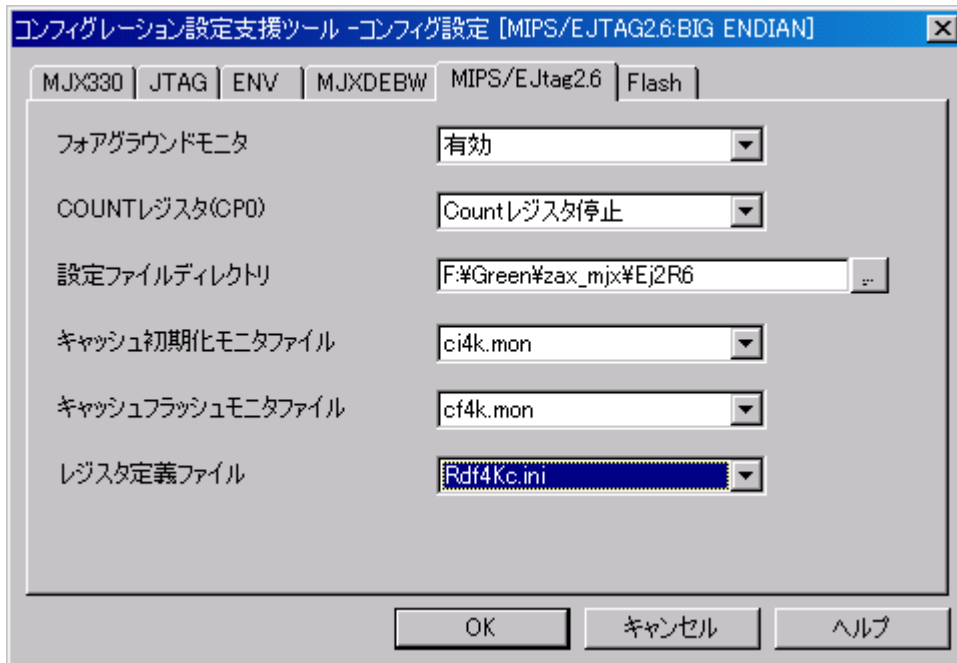 コンフィグレーション設定支援ツール -コンフィグ設定 [MIPS/EJTAG2.6:BIG ENDIAN]
MJX330 JTAG ENV MJXDEBW MIPS/EJtag2.6 Flash
フォアグラウンドモニタ 有効
COUNTレジスタ(CP0) Countレジスタ停止
設定ファイルディレクトリ F:¥Green¥zax_mjx¥Ej2R6 ...
キャッシュ初期化モニタファイル ci4k.mon
キャッシュフラッシュモニタファイル cf4k.mon
レジスタ定義ファイル Rdf4Kc.ini
OK キャンセル ヘルプ